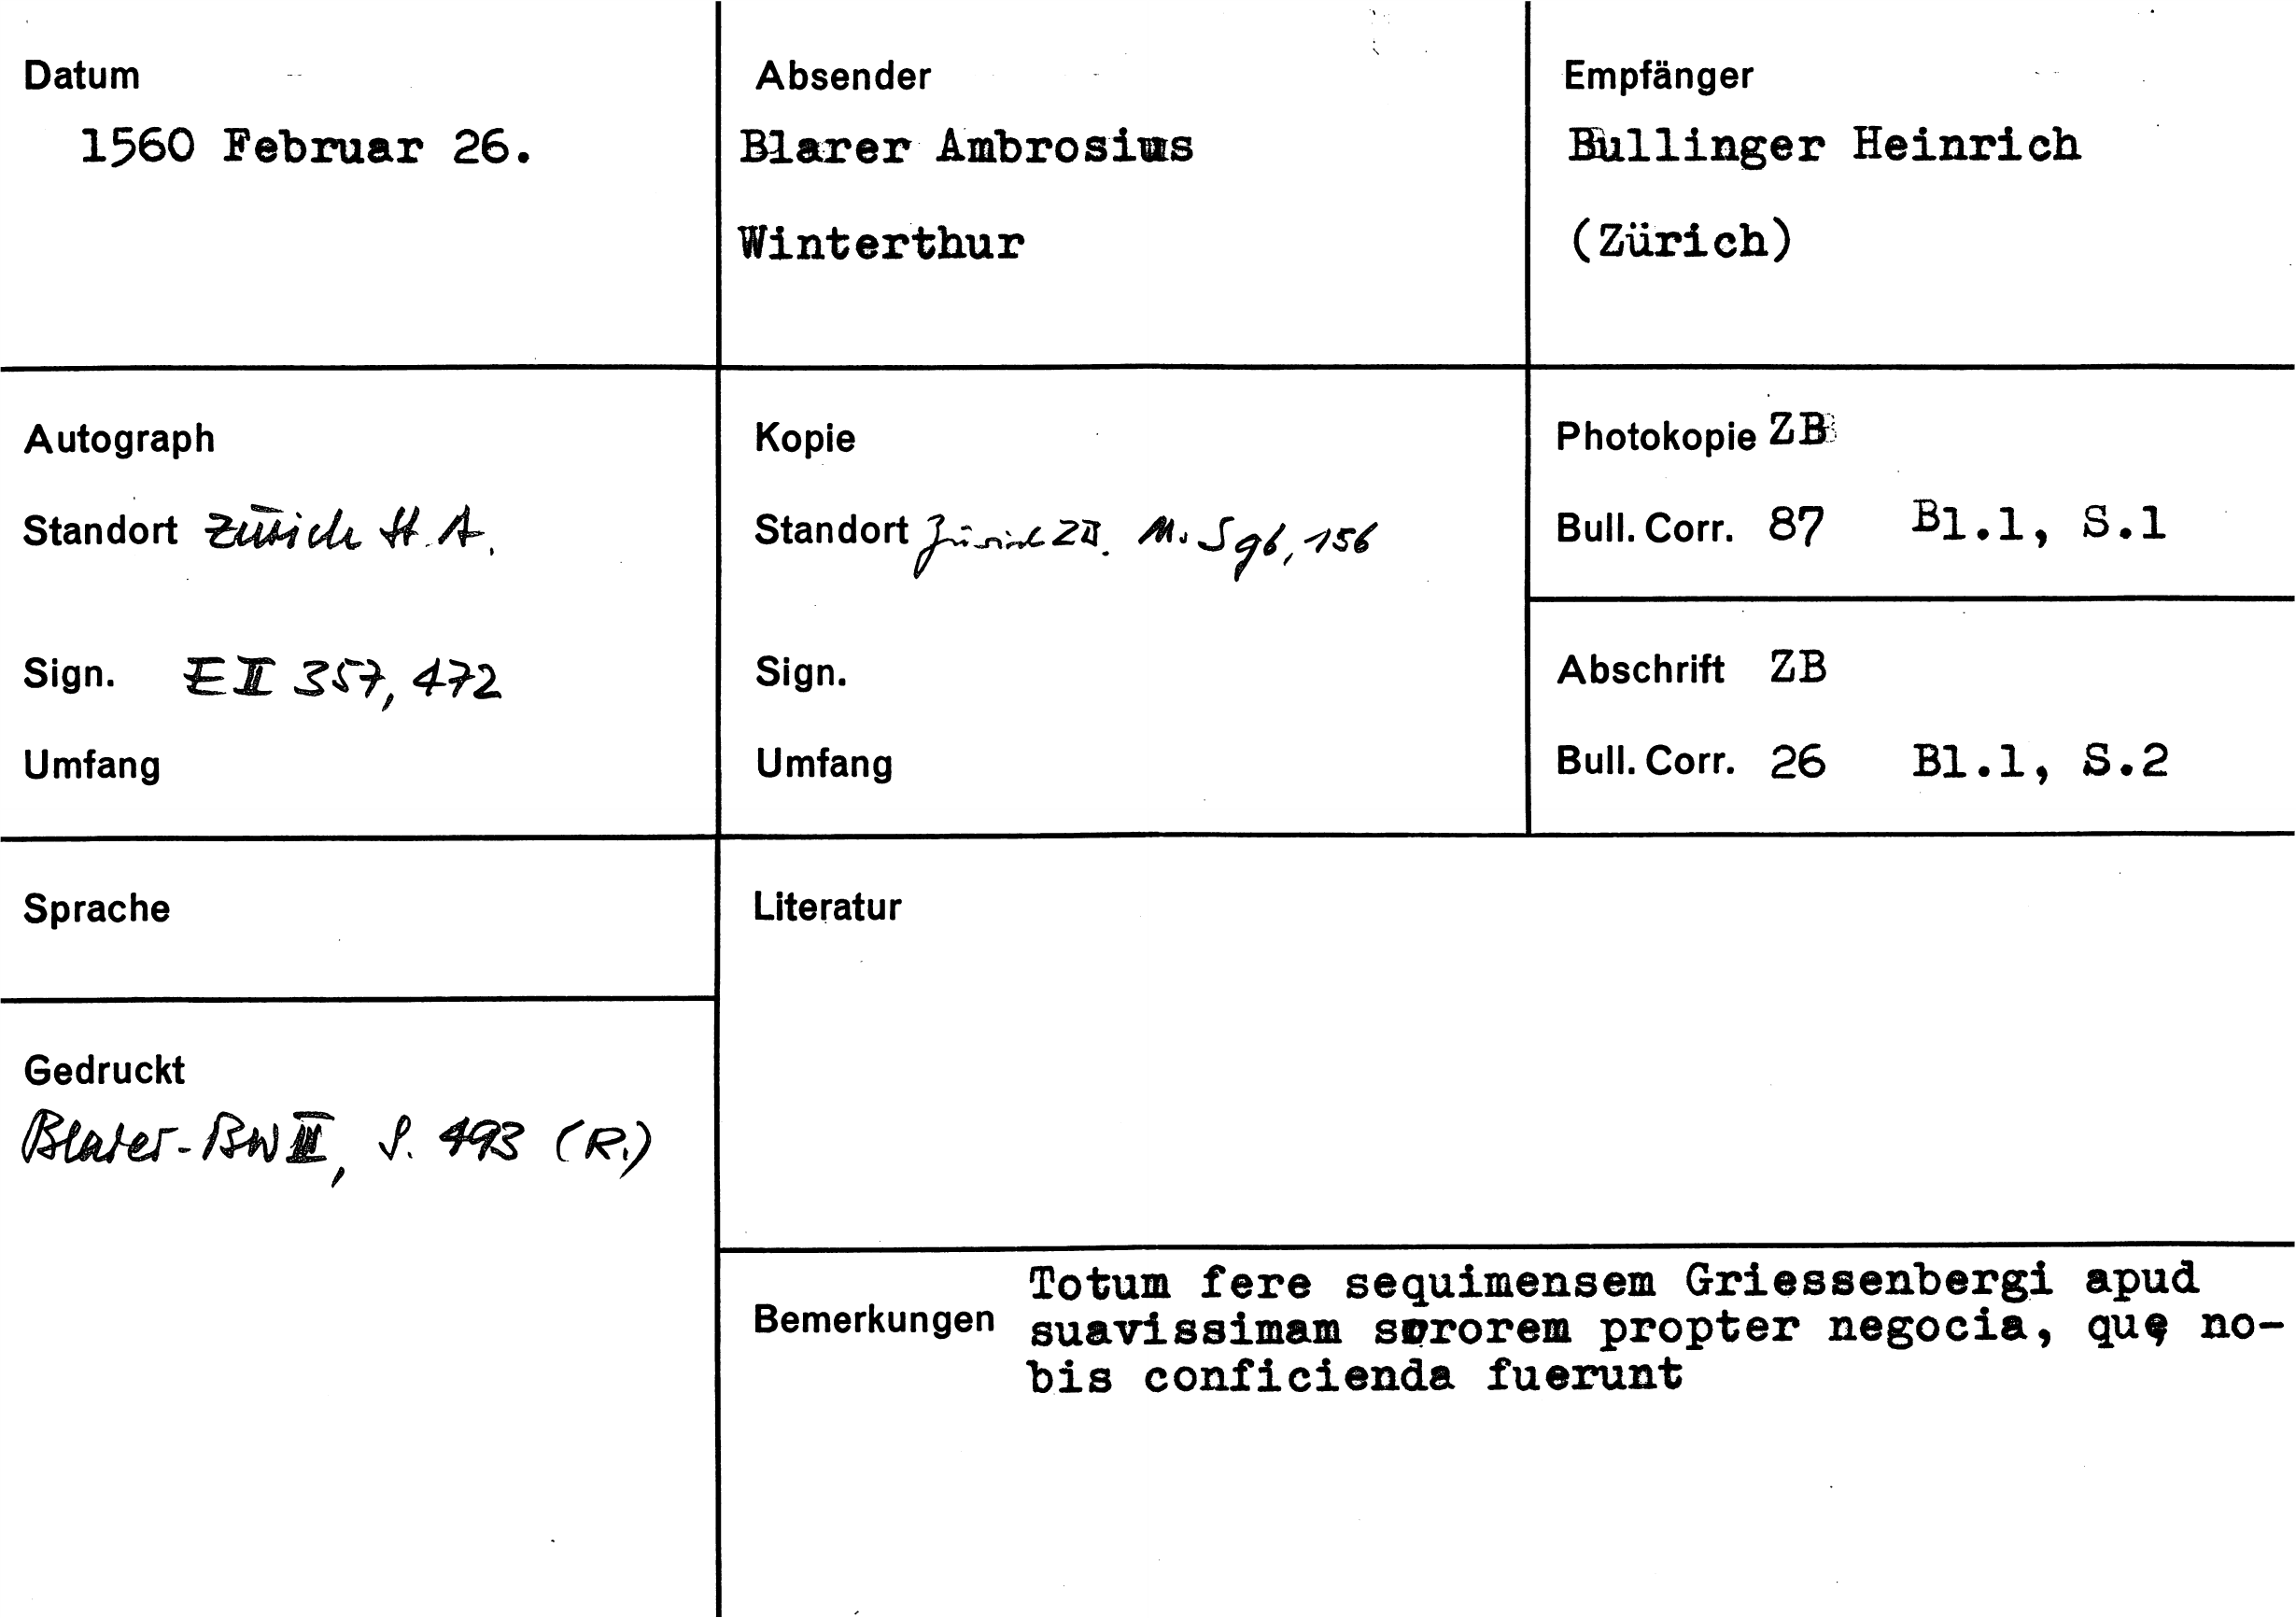 Datum
1560 Februar 26.
Absender
Blarer Ambrosius
Winterthur
Empfänger
Bullinger Heinrich
(Zürich)
Autograph
Standort Zürich St. A.
Sign. E II 357, 472
Umfang
Kopie
Standort Zürich ZB. Ms S 96, 156
Sign.
Umfang
Photokopie ZB
Bull. Corr. 87 Bl.1, S.1
Abschrift ZB
Bull. Corr. 26 Bl.1, S.2
Sprache
Literatur
Gedruckt
Blarer-BW III, S. 493 (R.)
Bemerkungen
Totum fere sequimensem Griessenbergi apud
suavissimam sororem propter negocia, quę no-
bis conficienda fuerunt